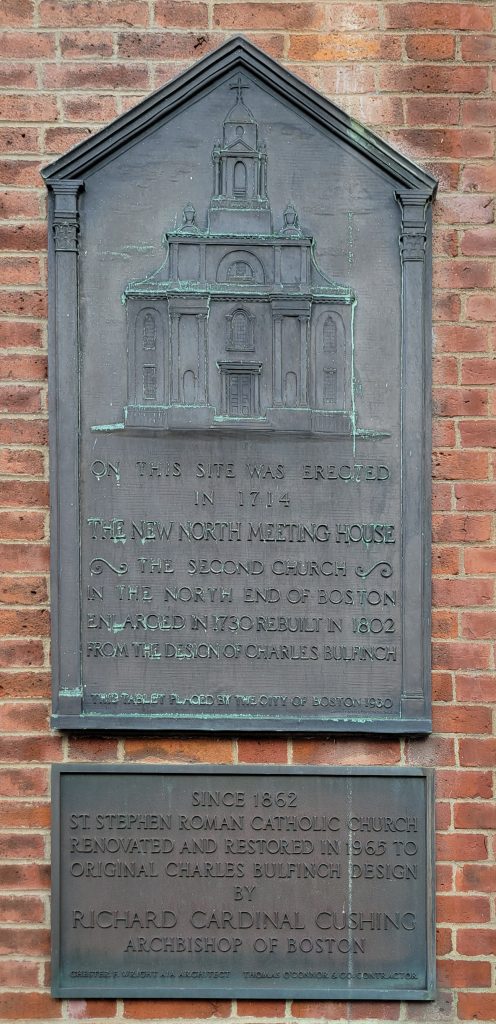 ON THIS SITE WAS ERECTED
IN 1714
THE NEW NORTH MEETING HOUSE
THE SECOND CHURCH
IN THE NORTH END OF BOSTON
ENLARGED IN 1730 REBUILT IN 1802
FROM THE DESIGN OF CHARLES BULFINCH
THIS TABLET PLACED BY THE CITY OF BOSTON 1930
SINCE 1862
ST. STEPHEN ROMAN CATHOLIC CHURCH
RENOVATED AND RESTORED IN 1965 TO
ORIGINAL CHARLES BULFINCH DESIGN
BY
RICHARD CARDINAL CUSHING
ARCHBISHOP OF BOSTON
CHESTER F. WRIGHT AIA ARCHITECT THOMAS O'CONNOR & CO-CONTRACTOR